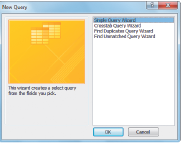 New Query
Simple Query Wizard
Crosstab Query Wizard
Find Duplicates Query Wizard
Find Unmatched Query Wizard
This wizard creates a select query
from the fields you pick.
OK
Cancel